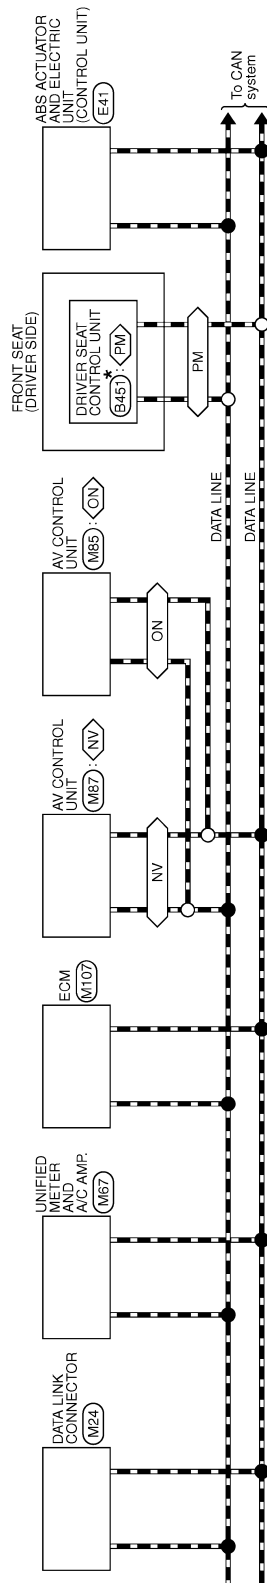 ABS ACTUATOR
AND ELECTRIC
UNIT
(CONTROL UNIT)
E41
To CAN
system
FRONT SEAT
(DRIVER SIDE)
DRIVER SEAT
CONTROL UNIT
*
B451 : PM
PM
DATA LINE
DATA LINE
AV CONTROL
UNIT
M85 : ON
ON
AV CONTROL
UNIT
M87 : NV
NV
ECM
M107
UNIFIED
METER
AND
A/C AMP.
M67
DATA LINK
CONNECTOR
M24